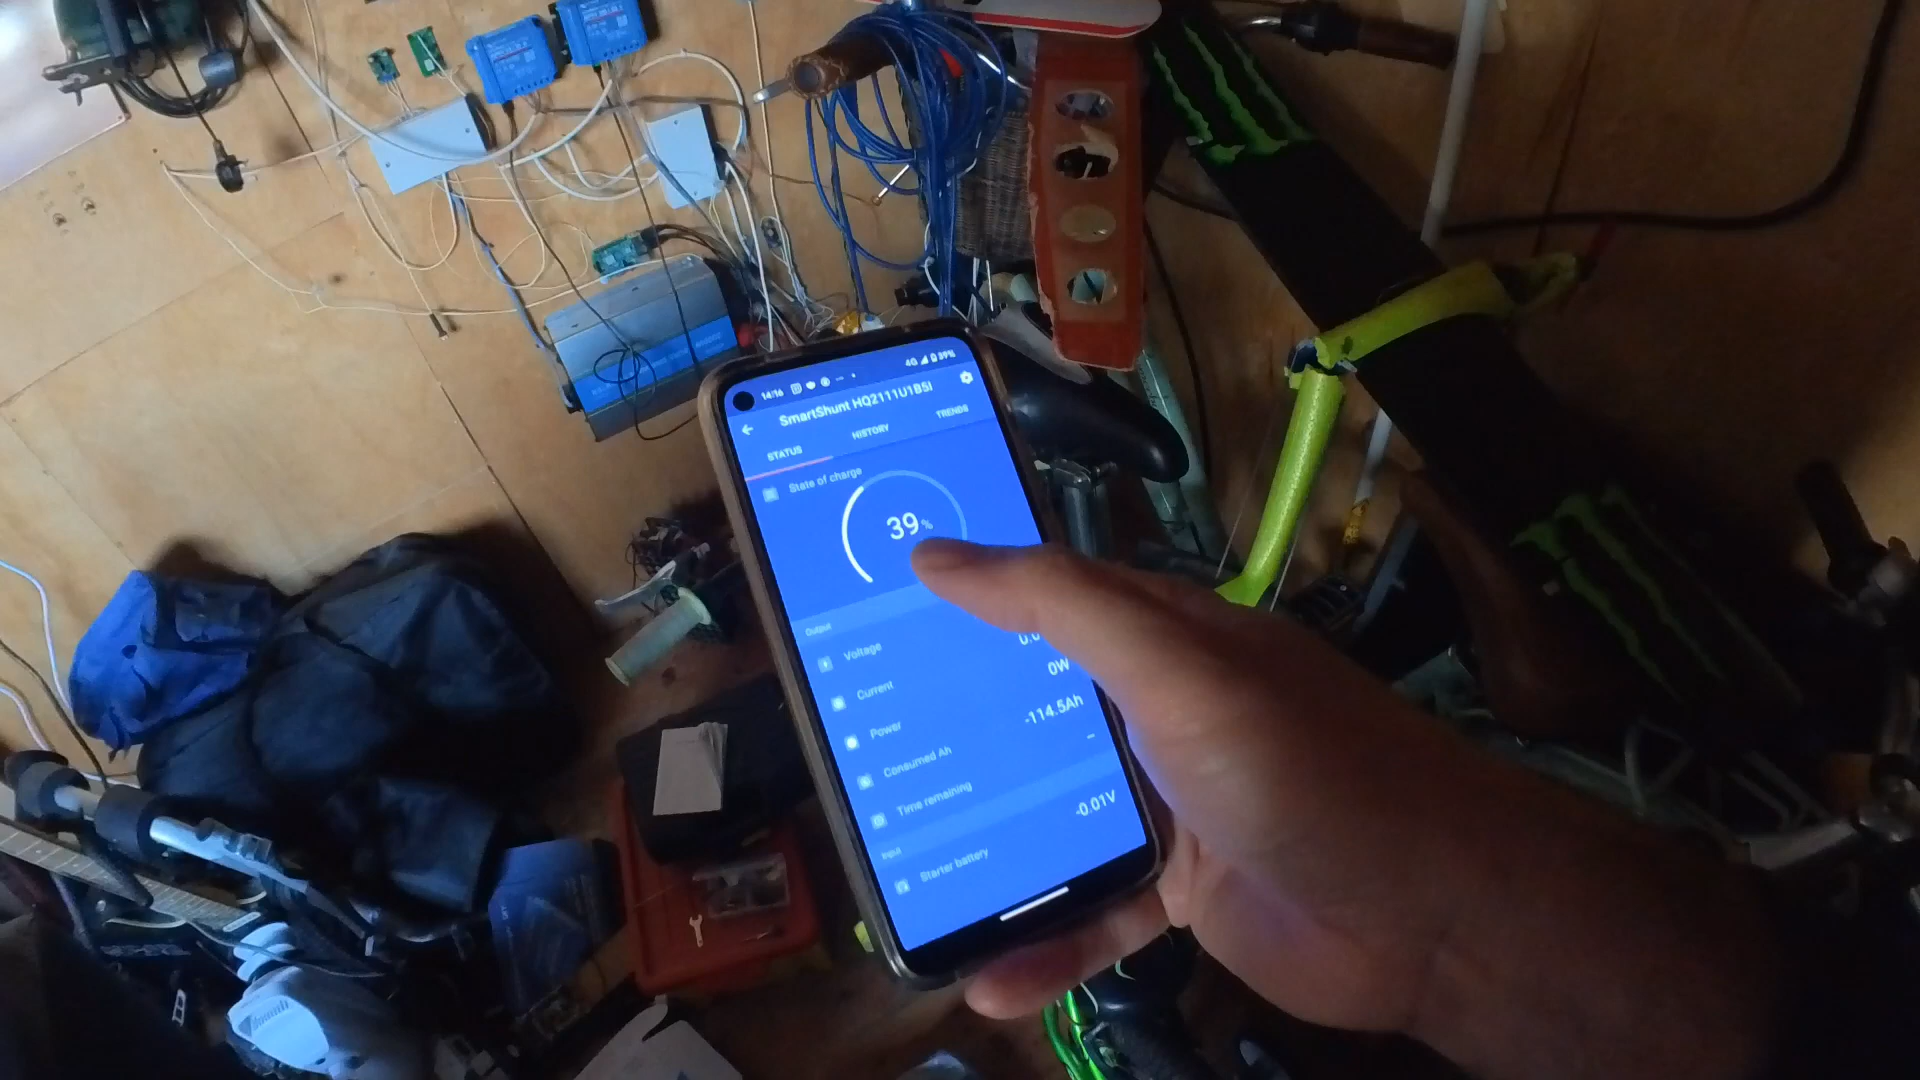 14:16
4G 39%
SmartShunt HQ2111U1B5I
STATUS
HISTORY
TRENDS
State of charge
39%
Output
Voltage
Current
0W
Power
-114.5Ah
Consumed Ah
--
Time remaining
Input
-0.01V
Starter battery